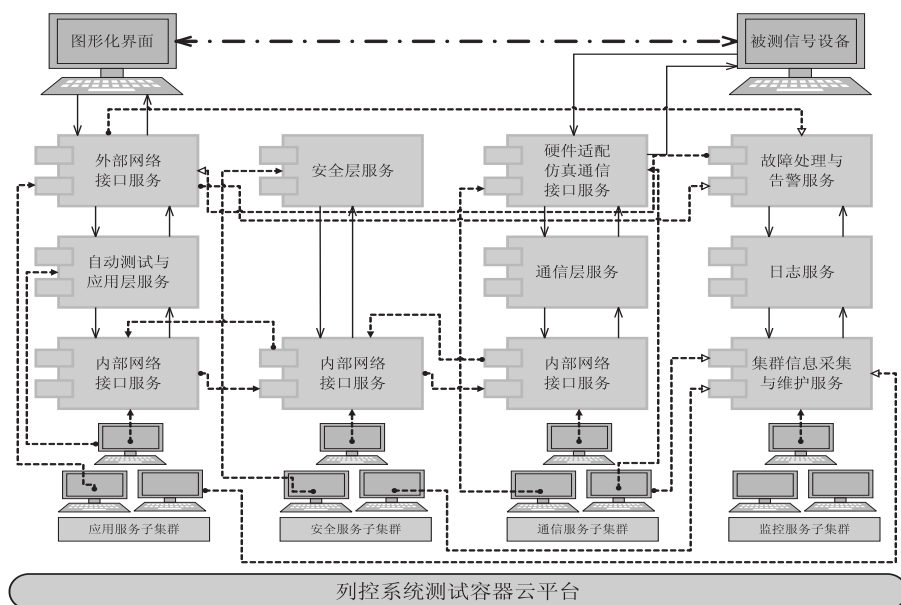 图形化界面
被测信号设备
外部网络
接口服务
安全层服务
硬件适配
仿真通信
接口服务
故障处理与
告警服务
自动测试与
应用层服务
通信层服务
日志服务
内部网络
接口服务
内部网络
接口服务
内部网络
接口服务
集群信息采集
与维护服务
应用服务子集群
安全服务子集群
通信服务子集群
监控服务子集群
列控系统测试容器云平台